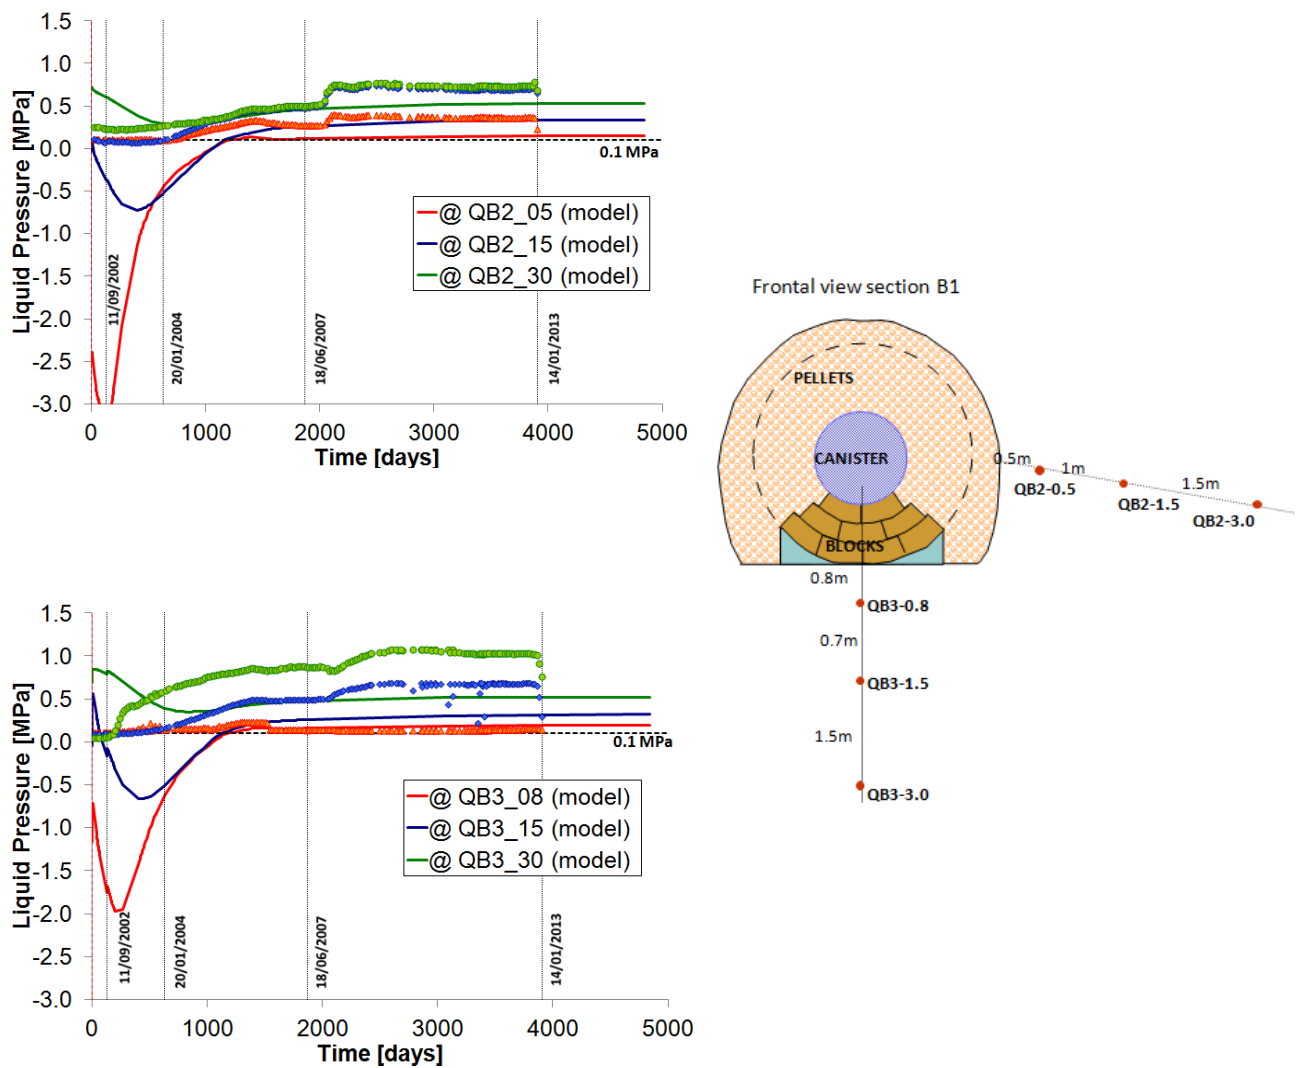 1.5
1.0
0.5
0.0
-0.5
-1.0
-1.5
-2.0
-2.5
-3.0
Liquid Pressure [MPa]
0.1 MPa
@ QB2_05 (model)
@ QB2_15 (model)
@ QB2_30 (model)
11/09/2002
20/01/2004
18/06/2007
14/01/2013
0 1000 2000 3000 4000 5000
Time [days]
Frontal view section B1
PELLETS
CANISTER
BLOCKS
0.5m
1m
1.5m
QB2-0.5
QB2-1.5
QB2-3.0
0.8m
QB3-0.8
0.7m
QB3-1.5
1.5m
QB3-3.0
1.5
1.0
0.5
0.0
-0.5
-1.0
-1.5
-2.0
-2.5
-3.0
Liquid Pressure [MPa]
0.1 MPa
@ QB3_08 (model)
@ QB3_15 (model)
@ QB3_30 (model)
11/09/2002
20/01/2004
18/06/2007
14/01/2013
0 1000 2000 3000 4000 5000
Time [days]